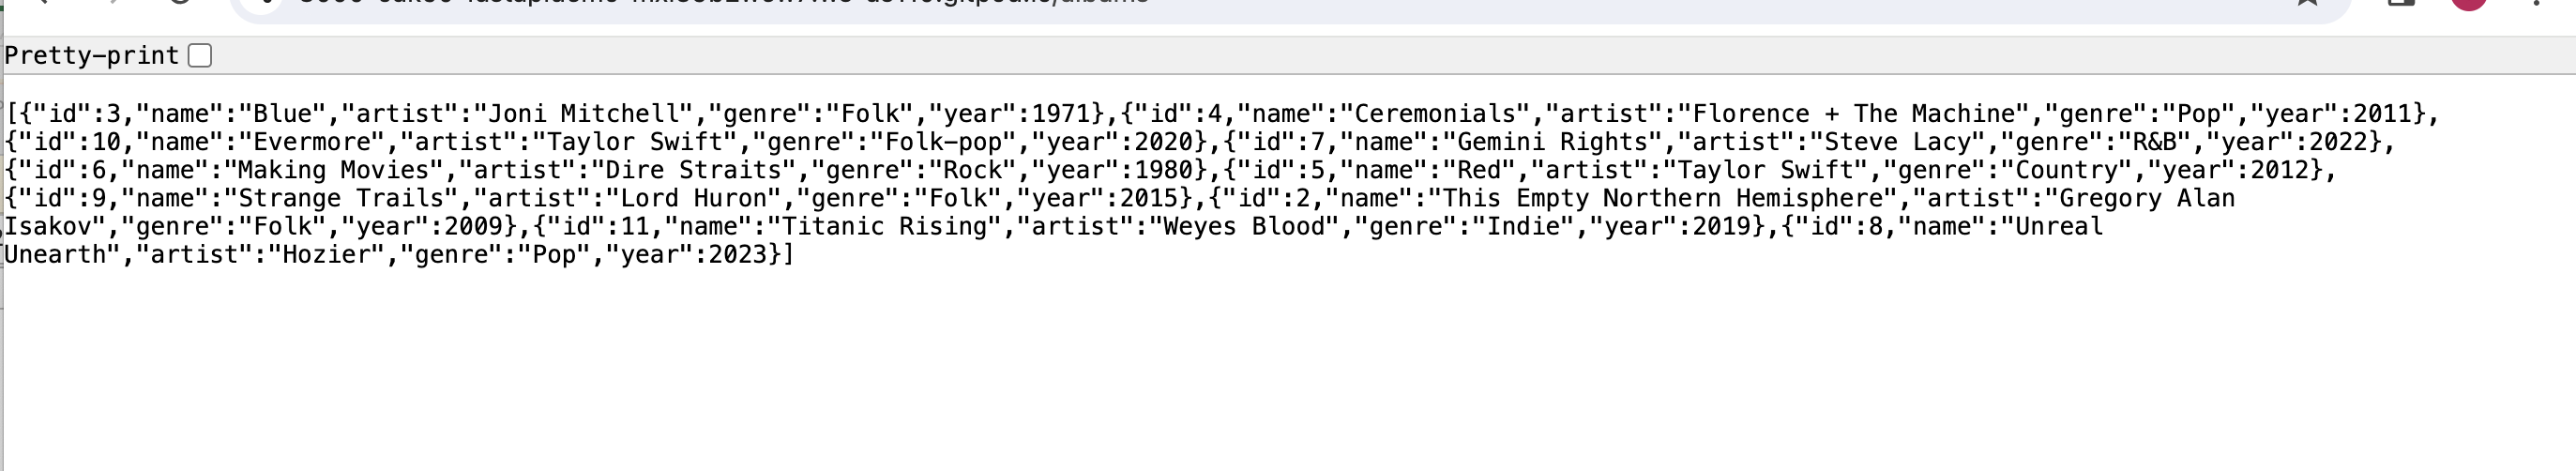 Pretty-print
[{"id":3,"name":"Blue","artist":"Joni Mitchell","genre":"Folk","year":1971},{"id":4,"name":"Ceremonials","artist":"Florence + The Machine","genre":"Pop","year":2011},
{"id":10,"name":"Evermore","artist":"Taylor Swift","genre":"Folk-pop","year":2020},{"id":7,"name":"Gemini Rights","artist":"Steve Lacy","genre":"R&B","year":2022},
{"id":6,"name":"Making Movies","artist":"Dire Straits","genre":"Rock","year":1980},{"id":5,"name":"Red","artist":"Taylor Swift","genre":"Country","year":2012},
{"id":9,"name":"Strange Trails","artist":"Lord Huron","genre":"Folk","year":2015},{"id":2,"name":"This Empty Northern Hemisphere","artist":"Gregory Alan
Isakov","genre":"Folk","year":2009},{"id":11,"name":"Titanic Rising","artist":"Weyes Blood","genre":"Indie","year":2019},{"id":8,"name":"Unreal
Unearth","artist":"Hozier","genre":"Pop","year":2023}]